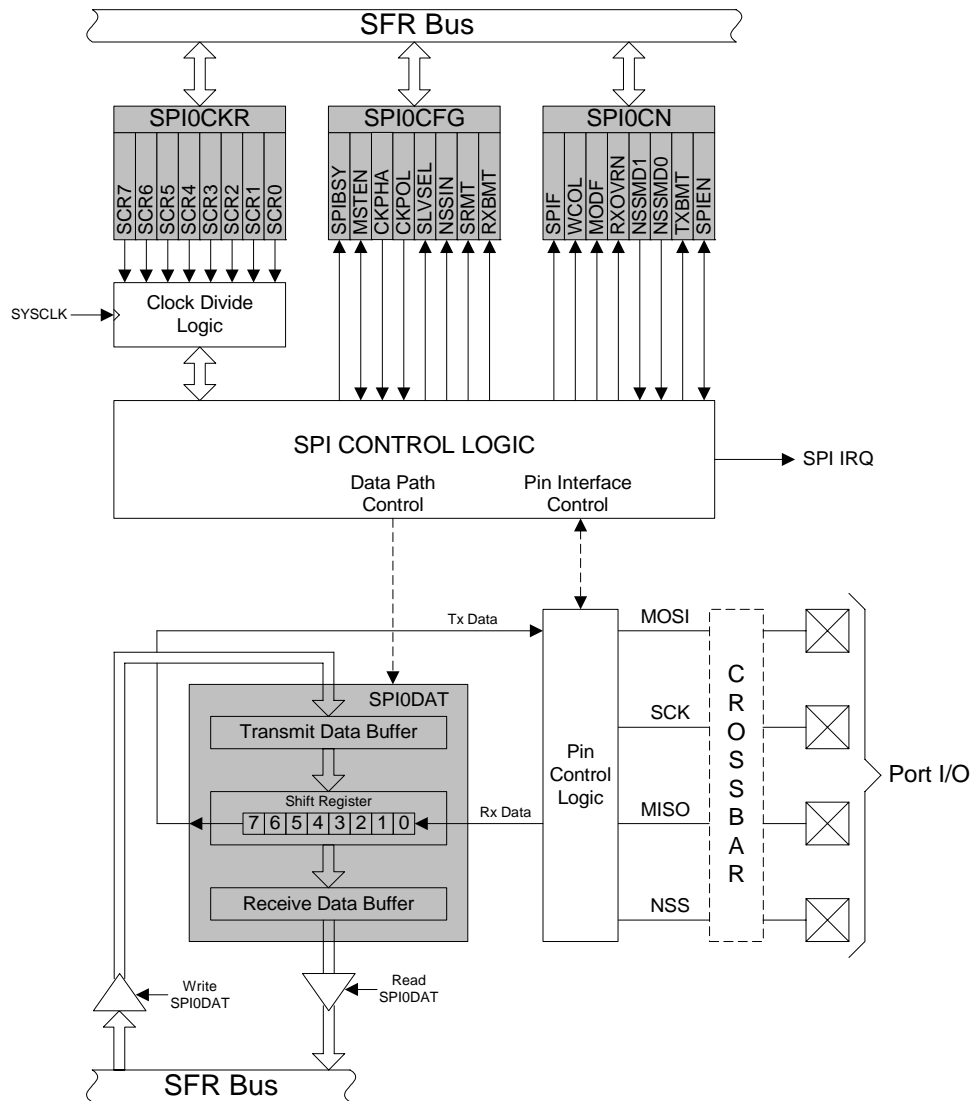 SFR Bus
SPI0CKR
SPI0CFG
SPI0CN
SCR7
SCR6
SCR5
SCR4
SCR3
SCR2
SCR1
SCR0
SPIBSY
MSTEN
CKPHA
CKPOL
SLVSEL
NSSIN
SRMT
RXBMT
SPIF
WCOL
MODF
RXOVRN
NSSMD1
NSSMD0
TXBMT
SPIEN
SYSCLK
Clock Divide
Logic
SPI CONTROL LOGIC
SPI IRQ
Data Path
Control
Pin Interface
Control
Tx Data
MOSI
SPI0DAT
Transmit Data Buffer
SCK
Shift Register
7 6 5 4 3 2 1 0
Rx Data
Pin
Control
Logic
MISO
CROSSBAR
Port I/O
Receive Data Buffer
NSS
Write
SPI0DAT
Read
SPI0DAT
SFR Bus